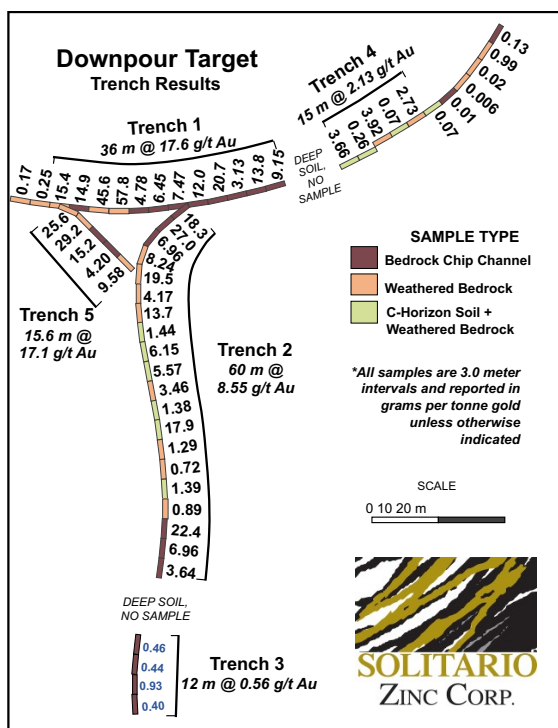 Downpour Target
Trench Results
Trench 1
36 m @ 17.6 g/t Au
0.17
0.25
15.4
14.9
45.6
57.8
4.78
6.45
7.47
12.0
20.7
3.13
13.8
9.15
DEEP SOIL,
NO
SAMPLE
Trench 4
15 m @ 2.13 g/t Au
3.66
0.26
3.92
0.07
2.73
0.07
0.01
0.006
0.02
0.99
0.13
25.6
29.2
15.2
4.20
9.58
Trench 5
15.6 m @
17.1 g/t Au
18.3
27.0
6.96
8.24
19.5
4.17
13.7
1.44
6.15
5.57
3.46
1.38
17.9
1.29
0.72
1.39
0.89
22.4
6.96
3.64
Trench 2
60 m @
8.55 g/t Au
DEEP SOIL,
NO SAMPLE
0.46
0.44
0.93
0.40
Trench 3
12 m @ 0.56 g/t Au
SAMPLE TYPE
Bedrock Chip Channel
Weathered Bedrock
C-Horizon Soil +
Weathered Bedrock
*All samples are 3.0 meter
intervals and reported in
grams per tonne gold
unless otherwise
indicated
SCALE
0 10 20 m
SOLITARIO
ZINC CORP.